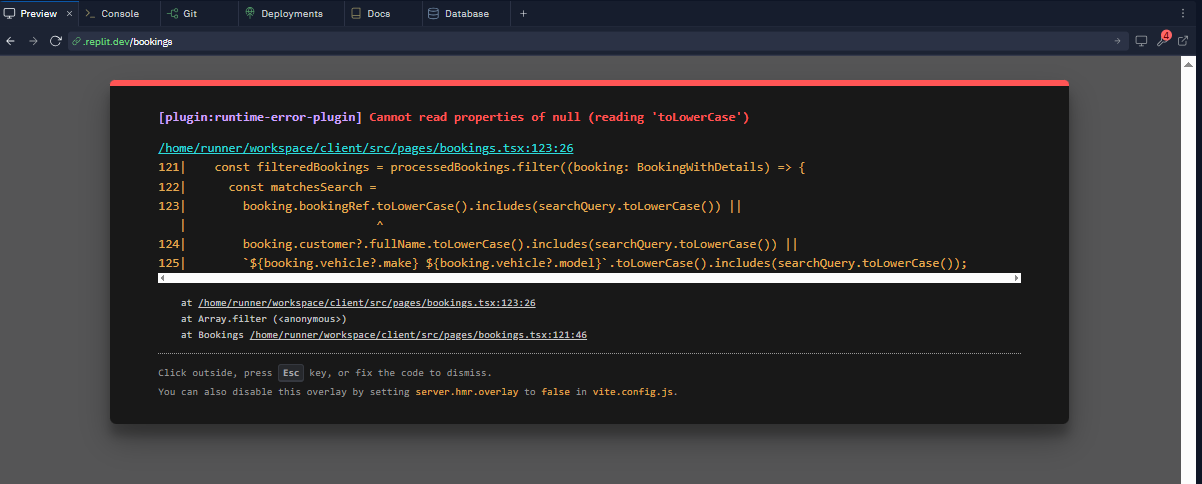 Preview × Console Git Deployments Docs Database +
.replit.dev/bookings
4
[plugin:runtime-error-plugin] Cannot read properties of null (reading 'toLowerCase')
/home/runner/workspace/client/src/pages/bookings.tsx:123:26
121|    const filteredBookings = processedBookings.filter((booking: BookingWithDetails) => {
122|      const matchesSearch =
123|        booking.bookingRef.toLowerCase().includes(searchQuery.toLowerCase()) ||
   |                           ^
124|        booking.customer?.fullName.toLowerCase().includes(searchQuery.toLowerCase()) ||
125|        `${booking.vehicle?.make} ${booking.vehicle?.model}`.toLowerCase().includes(searchQuery.toLowerCase());
at /home/runner/workspace/client/src/pages/bookings.tsx:123:26
at Array.filter (<anonymous>)
at Bookings /home/runner/workspace/client/src/pages/bookings.tsx:121:46
Click outside, press Esc key, or fix the code to dismiss.
You can also disable this overlay by setting server.hmr.overlay to false in vite.config.js.